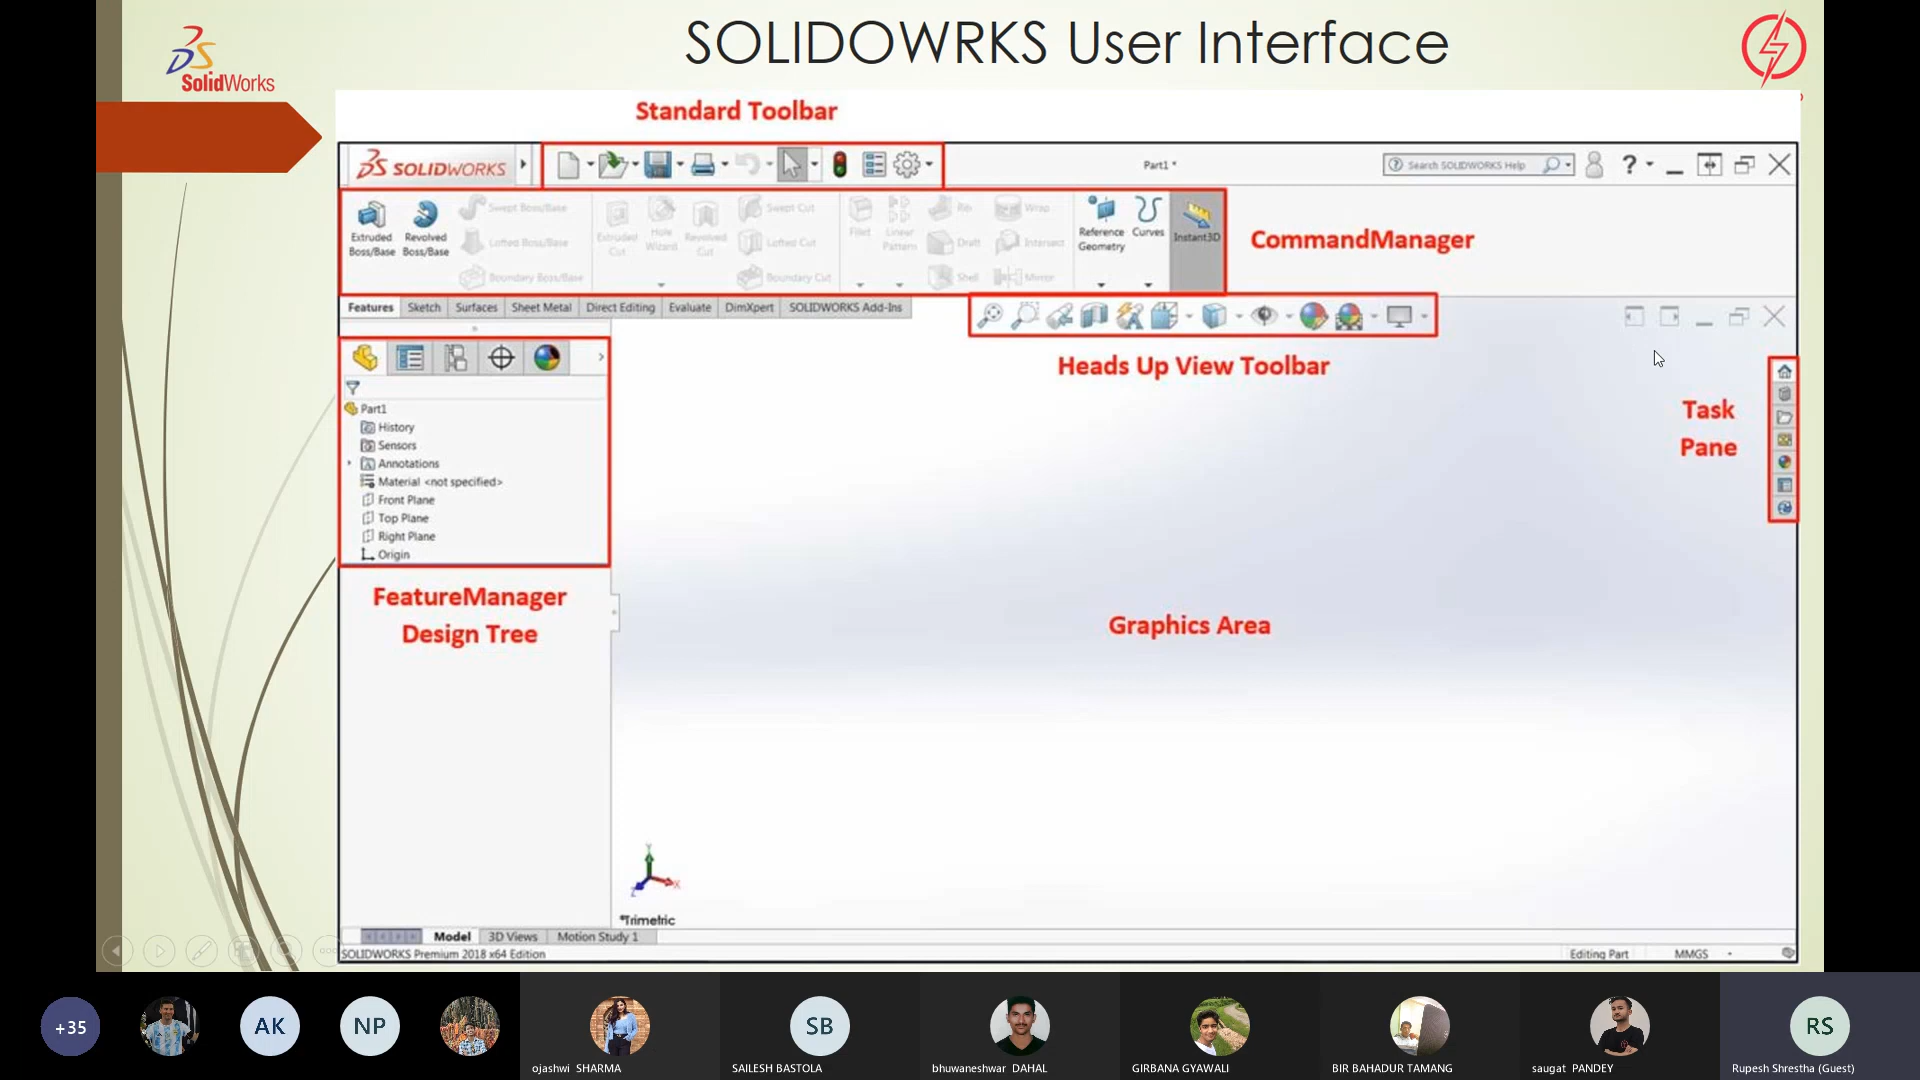 SOLIDOWRKS User Interface
DS
SolidWorks
Standard Toolbar
DS SOLIDWORKS
Part1 *
Search SOLIDWORKS Help
?
Extruded Boss/Base
Revolved Boss/Base
Swept Boss/Base
Lofted Boss/Base
Boundary Boss/Base
Extruded Cut
Hole Wizard
Revolved Cut
Swept Cut
Lofted Cut
Boundary Cut
Fillet
Linear Pattern
Rib
Draft
Shell
Wrap
Intersect
Mirror
Reference Geometry
Curves
Instant3D
CommandManager
Features Sketch Surfaces Sheet Metal Direct Editing Evaluate DimXpert SOLIDWORKS Add-Ins
Heads Up View Toolbar
Task
Pane
Part1
History
Sensors
Annotations
Material <not specified>
Front Plane
Top Plane
Right Plane
Origin
FeatureManager
Design Tree
Graphics Area
Y
X
Z
*Trimetric
Model 3D Views Motion Study 1
SOLIDWORKS Premium 2018 x64 Edition
Editing Part MMGS
+35
AK
NP
SB
RS
ojashwi SHARMA
SAILESH BASTOLA
bhuwaneshwar DAHAL
GIRBANA GYAWALI
BIR BAHADUR TAMANG
saugat PANDEY
Rupesh Shrestha (Guest)